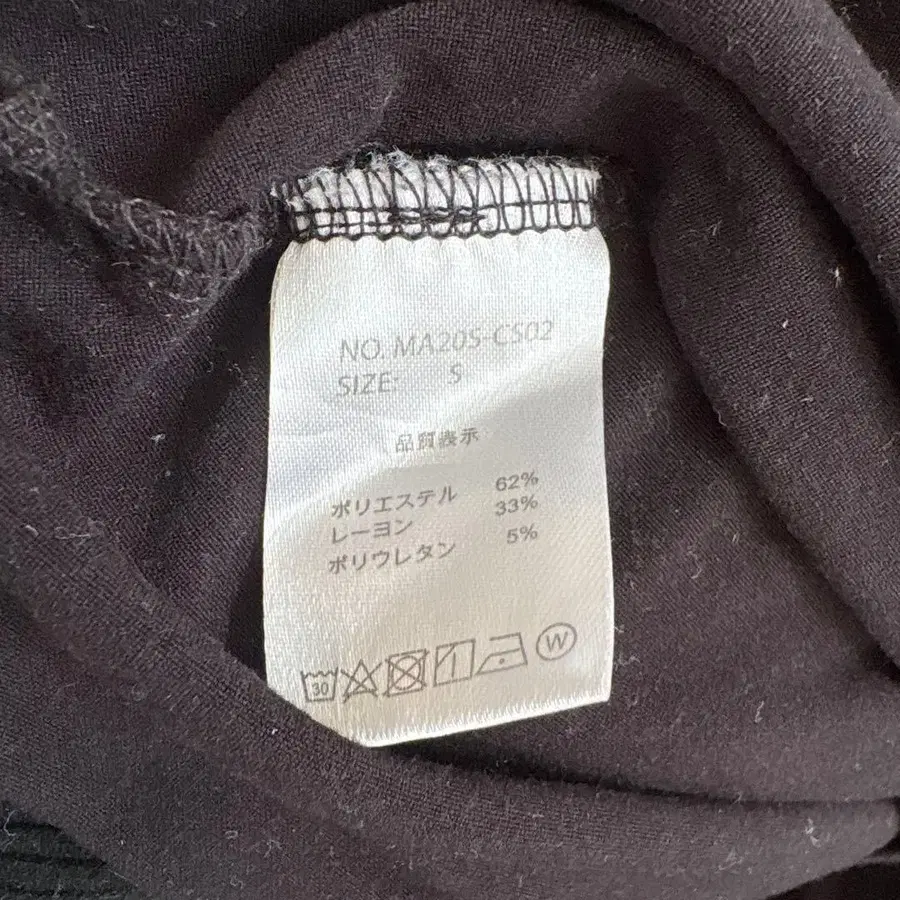 NO. MA20S-CS02
SIZE: S
品質表示
ポリエステル 62%
レーヨン 33%
ポリウレタン 5%
30 W